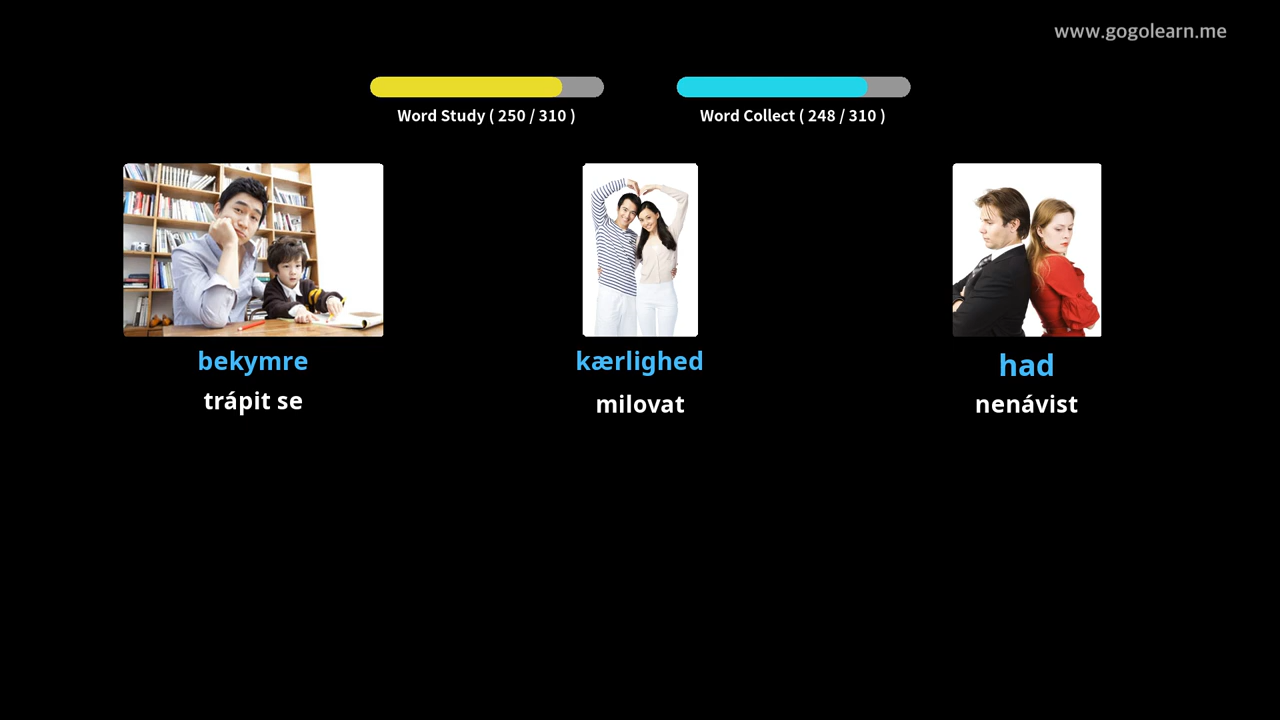 www.gogolearn.me
Word Study ( 250 / 310 )
Word Collect ( 248 / 310 )
bekymre
kærlighed
had
trápit se
milovat
nenávist